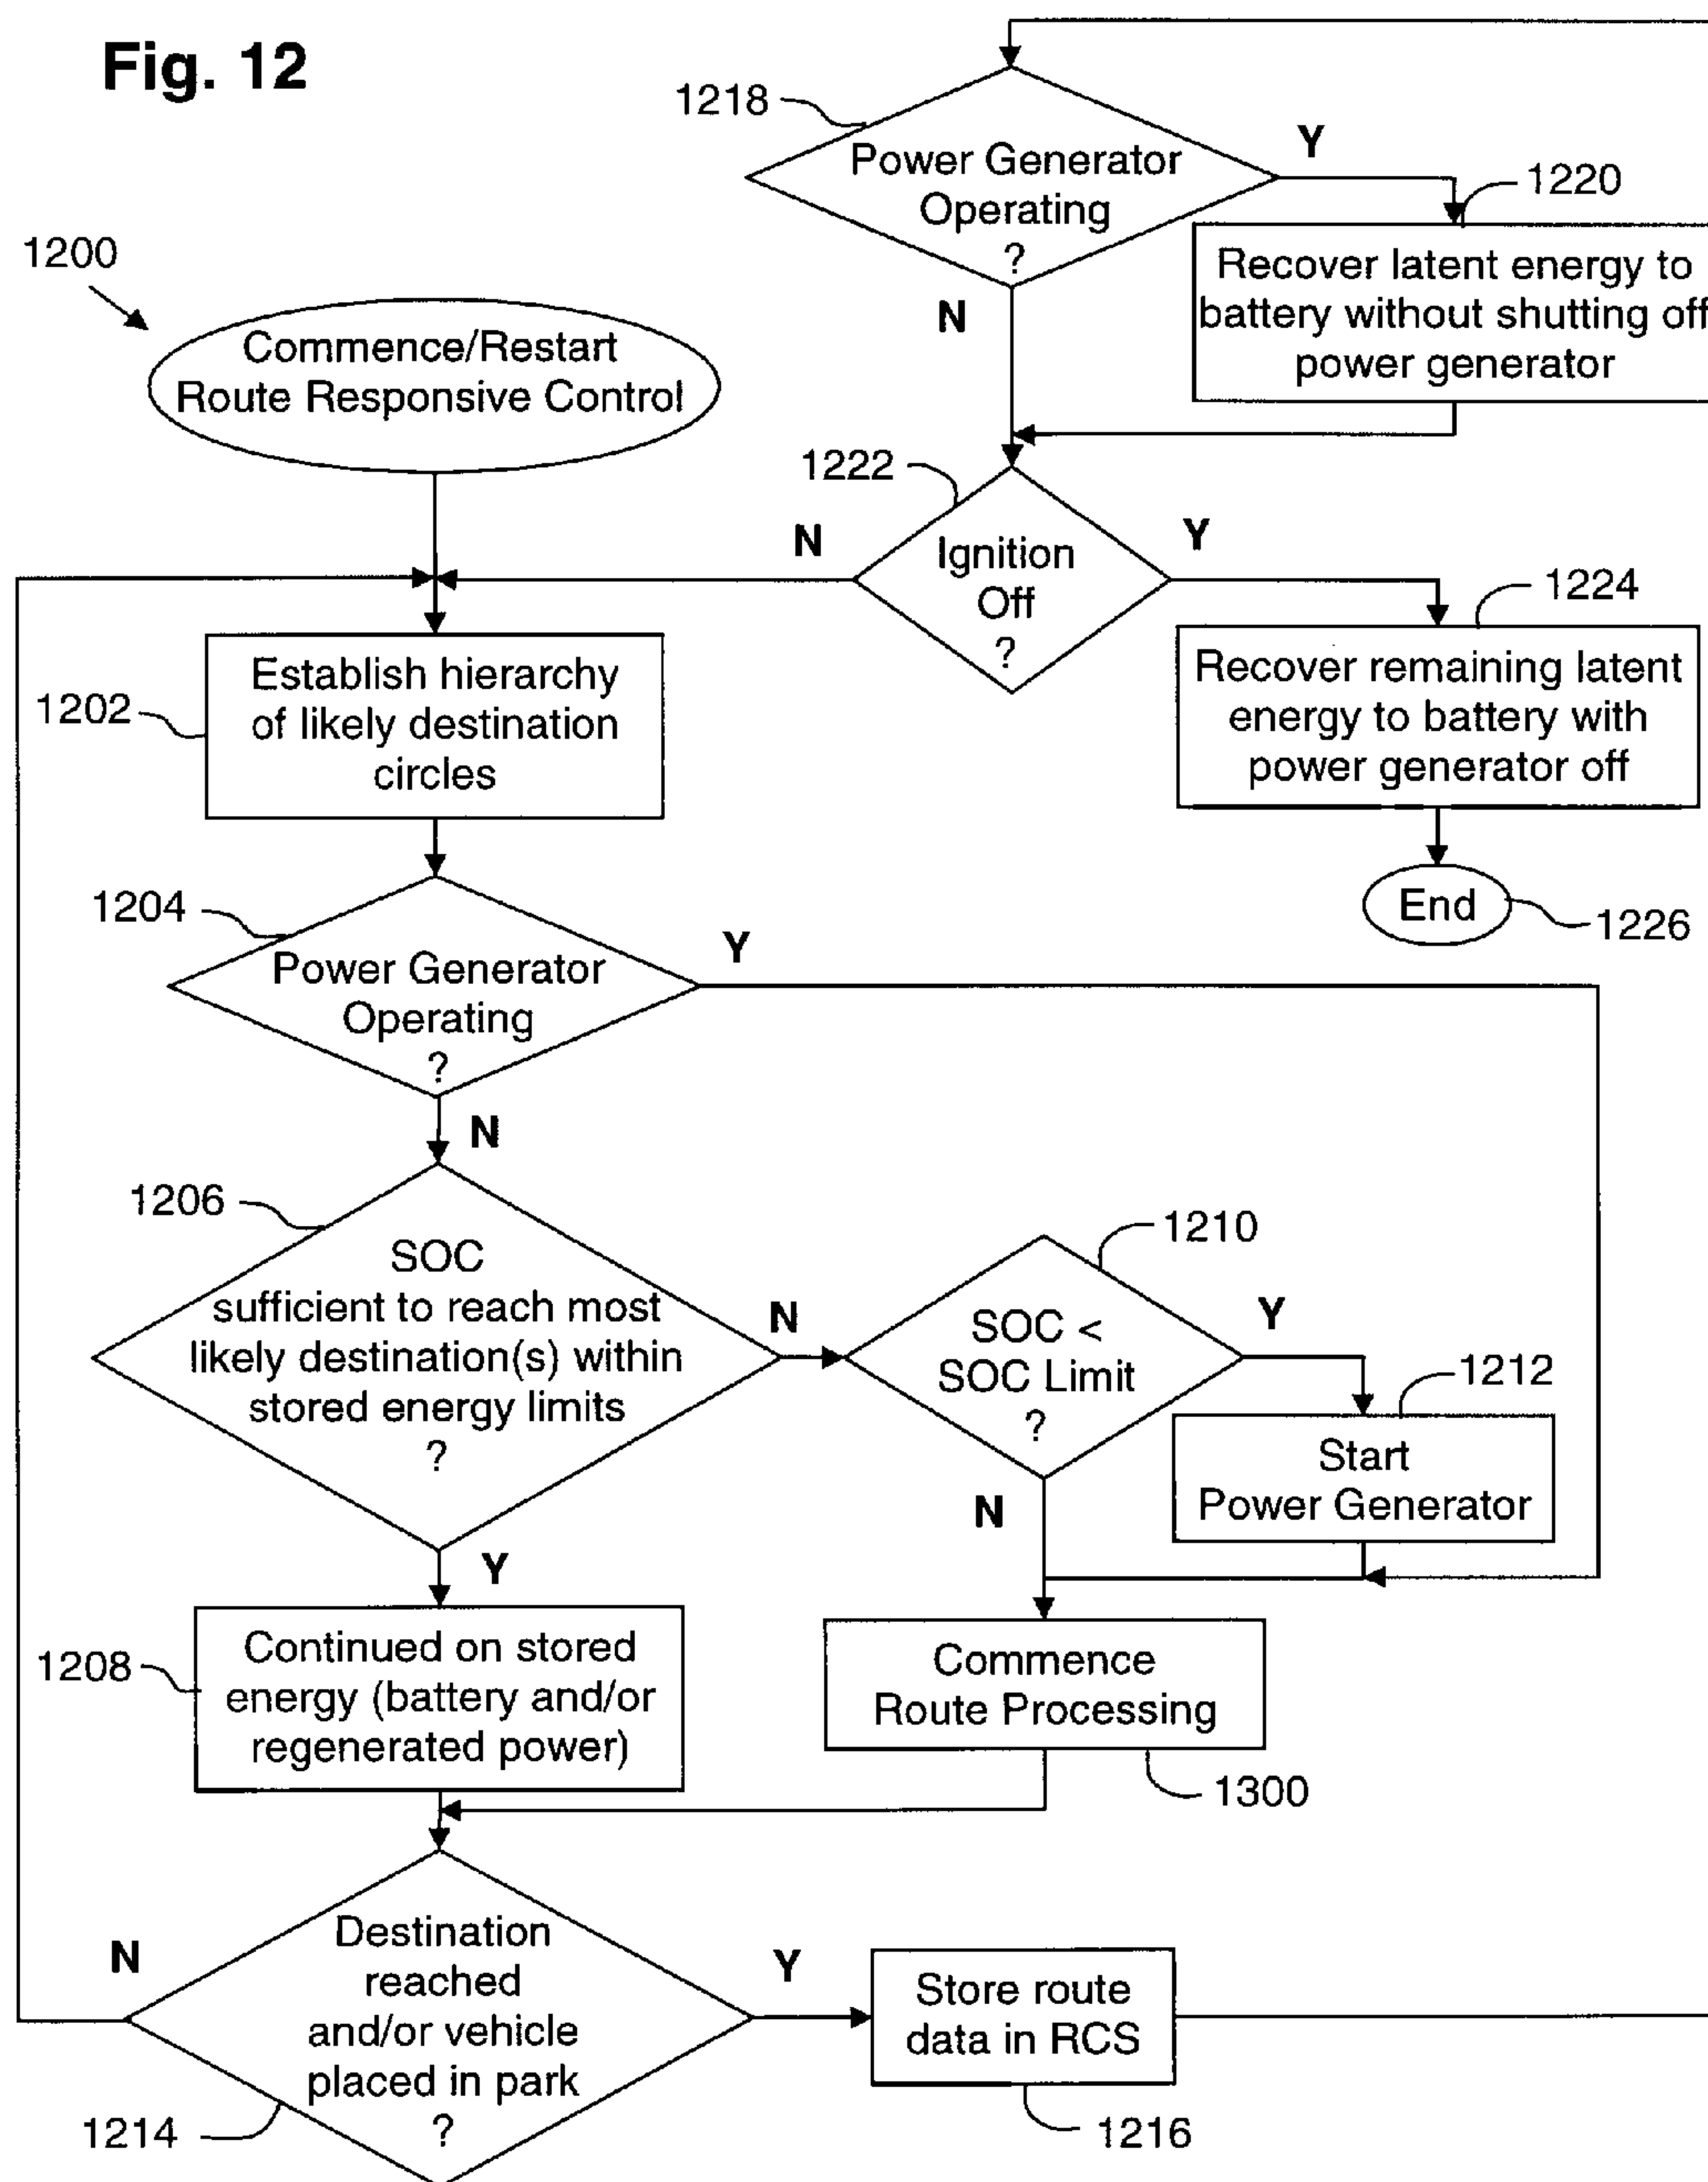 Fig. 12
1218
Power Generator
Operating
?
Y
N
1220
Recover latent energy to
battery without shutting off
power generator
1200
Commence/Restart
Route Responsive Control
1222
Ignition
Off
?
N
Y
1224
Recover remaining latent
energy to battery with
power generator off
End
1226
1202
Establish hierarchy
of likely destination
circles
1204
Power Generator
Operating
?
Y
N
1206
SOC
sufficient to reach most
likely destination(s) within
stored energy limits
?
N
Y
1210
SOC <
SOC Limit
?
Y
N
1212
Start
Power Generator
1208
Continued on stored
energy (battery and/or
regenerated power)
Commence
Route Processing
1300
1214
Destination
reached
and/or vehicle
placed in park
?
N
Y
Store route
data in RCS
1216